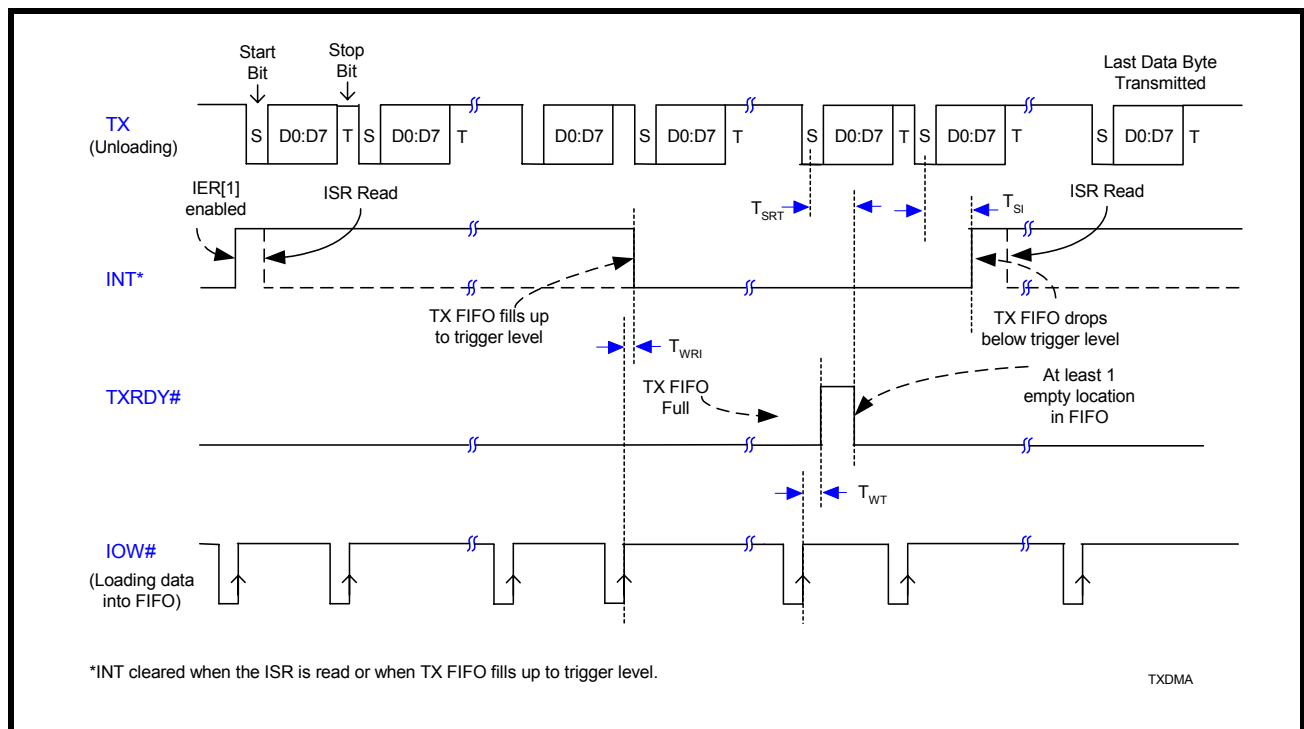 Start
Bit
Stop
Bit
Last Data Byte
Transmitted
TX
(Unloading)
S D0:D7 T S D0:D7 T D0:D7 S D0:D7 T S D0:D7 T S D0:D7 T S D0:D7 T
IER[1]
enabled
ISR Read
TSRT
TSI
ISR Read
INT*
TX FIFO fills up
to trigger level
TX FIFO drops
below trigger level
TWRI
TXRDY#
TX FIFO
Full
At least 1
empty location
in FIFO
TWT
IOW#
(Loading data
into FIFO)
*INT cleared when the ISR is read or when TX FIFO fills up to trigger level.
TXDMA